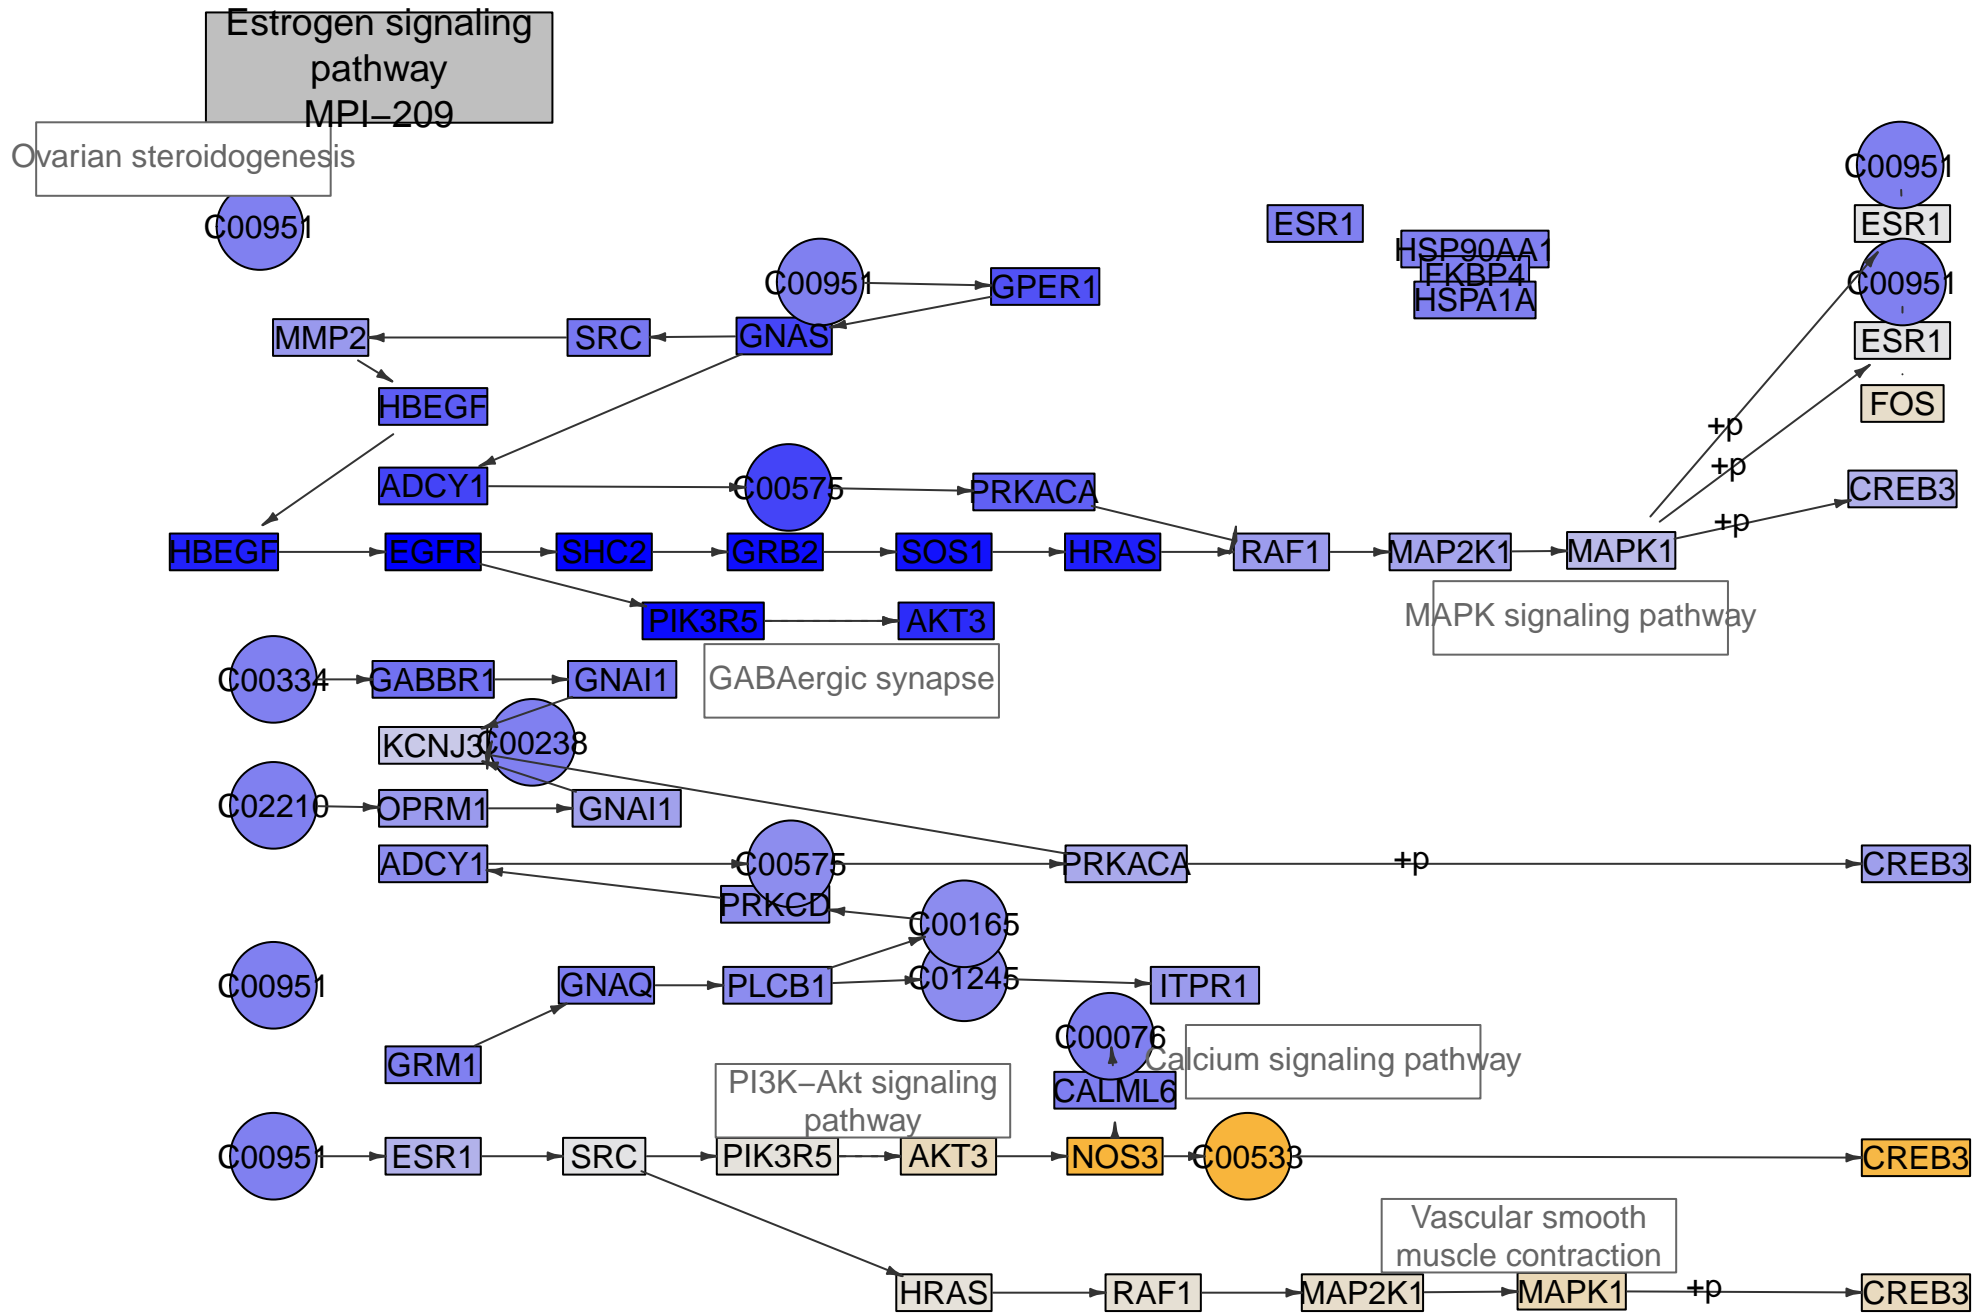 Estrogen signaling
pathway
MPI−209
Ovarian steroidogenesis
C00951
C00951
ESR1
ESR1
C00951
HSP90AA1
FKBP4
HSPA1A
C00951
GPER1
C00951
MMP2
SRC
GNAS
ESR1
HBEGF
FOS
+p
+p
ADCY1
C00575
PRKACA
CREB3
+p
HBEGF
EGFR
SHC2
GRB2
SOS1
HRAS
RAF1
MAP2K1
MAPK1
PIK3R5
AKT3
MAPK signaling pathway
C00334
GABBR1
GNAI1
GABAergic synapse
KCNJ3
C00238
C02210
OPRM1
GNAI1
ADCY1
C00575
PRKACA
+p
CREB3
PRKCD
C00165
C00951
GNAQ
PLCB1
C01245
ITPR1
C00076
Calcium signaling pathway
GRM1
CALML6
PI3K−Akt signaling
pathway
C00951
ESR1
SRC
PIK3R5
AKT3
NOS3
C00533
CREB3
Vascular smooth
muscle contraction
HRAS
RAF1
MAP2K1
MAPK1
+p
CREB3